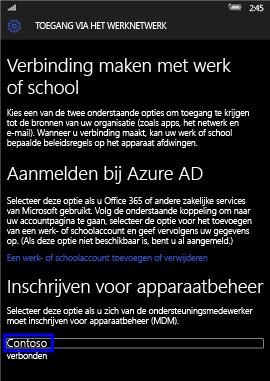 2:45
TOEGANG VIA HET WERKNETWERK
Verbinding maken met werk
of school
Kies een van de twee onderstaande opties om toegang te krijgen
tot de bronnen van uw organisatie (zoals apps, het netwerk en
e-mail). Wanneer u verbinding maakt, kan uw werk of school
bepaalde beleidsregels op het apparaat afdwingen.
Aanmelden bij Azure AD
Selecteer deze optie als u Office 365 of andere zakelijke services
van Microsoft gebruikt. Volg de onderstaande koppeling om naar
uw accountpagina te gaan, selecteer de optie voor het toevoegen
van een werk- of schoolaccount en geef vervolgens uw gegevens
op. (Als deze optie niet beschikbaar is, bent u al aangemeld.)
Een werk- of schoolaccount toevoegen of verwijderen
Inschrijven voor apparaatbeheer
Selecteer deze optie als u zich van de ondersteuningsmedewerker
moet inschrijven voor apparaatbeheer (MDM).
Contoso
verbonden